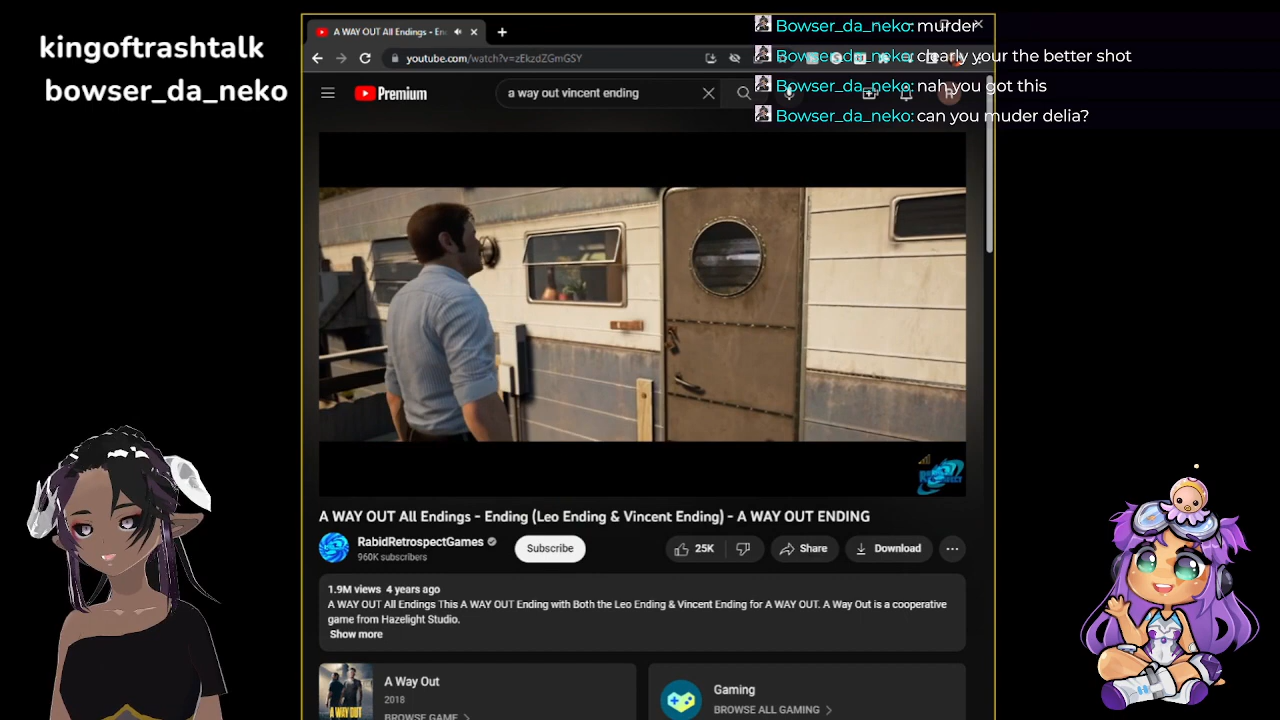 kingoftrashtalk
bowser_da_neko
A WAY OUT All Endings - En
youtube.com/watch?v=zEkzdZGmGSY
Premium
a way out vincent ending
Bowser_da_neko: murder
Bowser_da_neko: clearly your the better shot
Bowser_da_neko: nah you got this
Bowser_da_neko: can you muder delia?
A WAY OUT All Endings - Ending (Leo Ending & Vincent Ending) - A WAY OUT ENDING
RabidRetrospectGames
960K subscribers
Subscribe
25K
Share
Download
1.9M views 4 years ago
A WAY OUT All Endings This A WAY OUT Ending with Both the Leo Ending & Vincent Ending for A WAY OUT. A Way Out is a cooperative
game from Hazelight Studio.
Show more
A WAY OUT
A Way Out
2018
BROWSE GAME
Gaming
BROWSE ALL GAMING